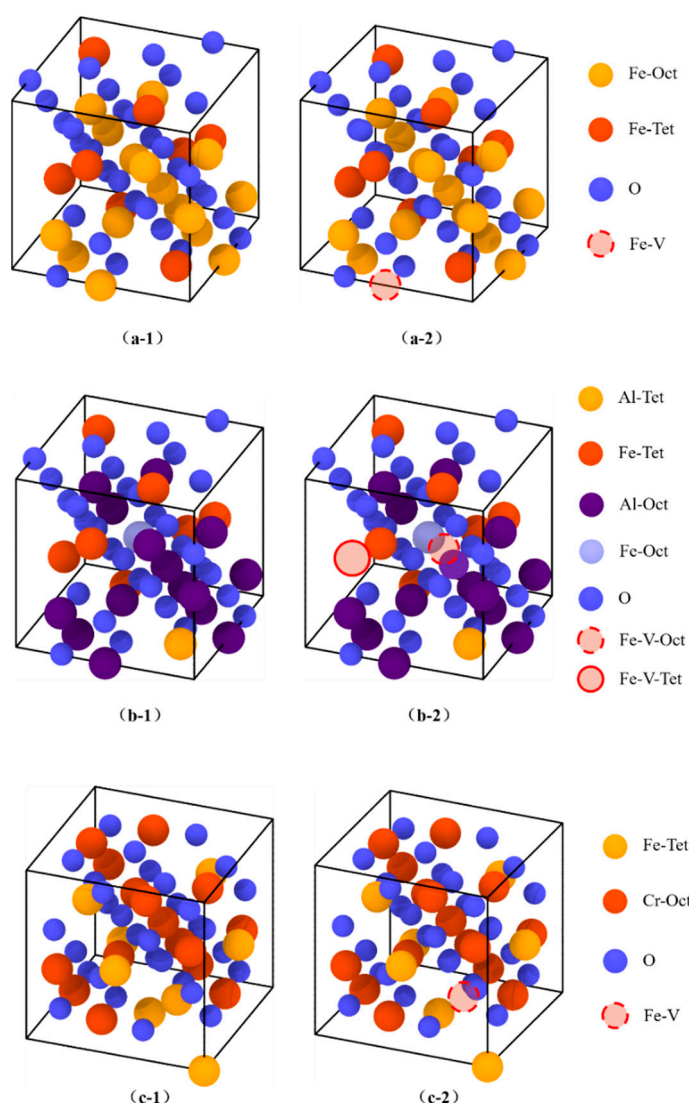 Fe-Oct
Fe-Tet
O
Fe-V
（a-1） （a-2）
Al-Tet
Fe-Tet
Al-Oct
Fe-Oct
O
Fe-V-Oct
Fe-V-Tet
（b-1） （b-2）
Fe-Tet
Cr-Oct
O
Fe-V
（c-1） （c-2）